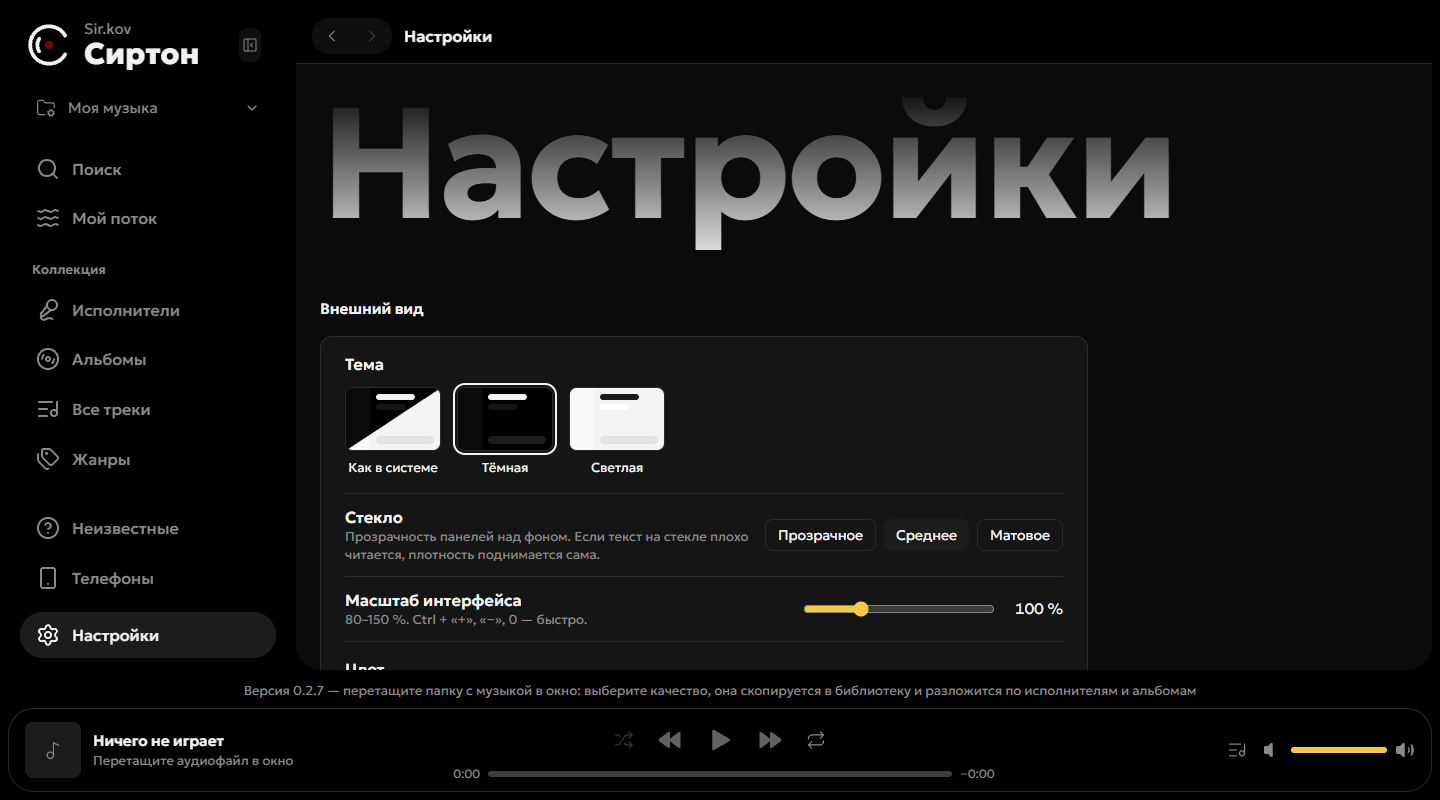 Sir.kov
Сиртон
Моя музыка
Поиск
Мой поток
Коллекция
Исполнители
Альбомы
Все треки
Жанры
Неизвестные
Телефоны
Настройки
Настройки
Настройки
Внешний вид
Тема
Как в системе
Тёмная
Светлая
Стекло
Прозрачность панелей над фоном. Если текст на стекле плохо
читается, плотность поднимается сама.
Прозрачное
Среднее
Матовое
Масштаб интерфейса
80–150 %. Ctrl + «+», «−», 0 — быстро.
100 %
Цвет
Версия 0.2.7 — перетащите папку с музыкой в окно: выберите качество, она скопируется в библиотеку и разложится по исполнителям и альбомам
Ничего не играет
Перетащите аудиофайл в окно
0:00
−0:00